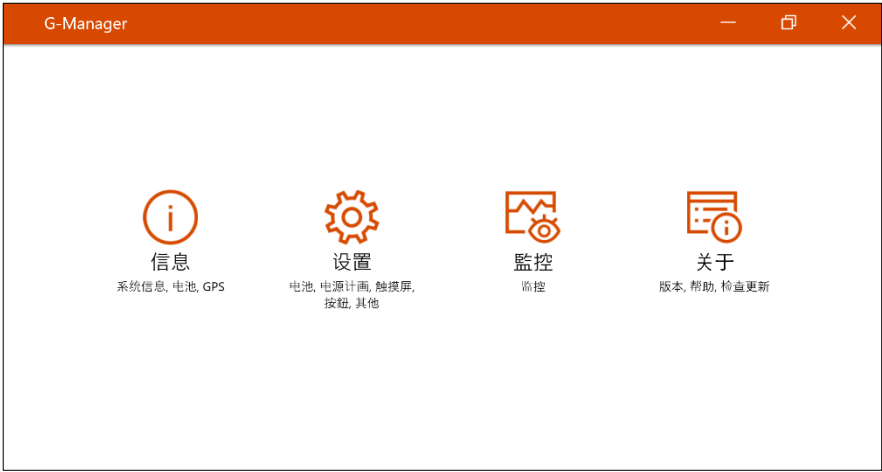 G-Manager
信息
系统信息, 电池, GPS
设置
电池, 电源计画, 触摸屏,
按鈕, 其他
監控
监控
关于
版本, 帮助, 检查更新